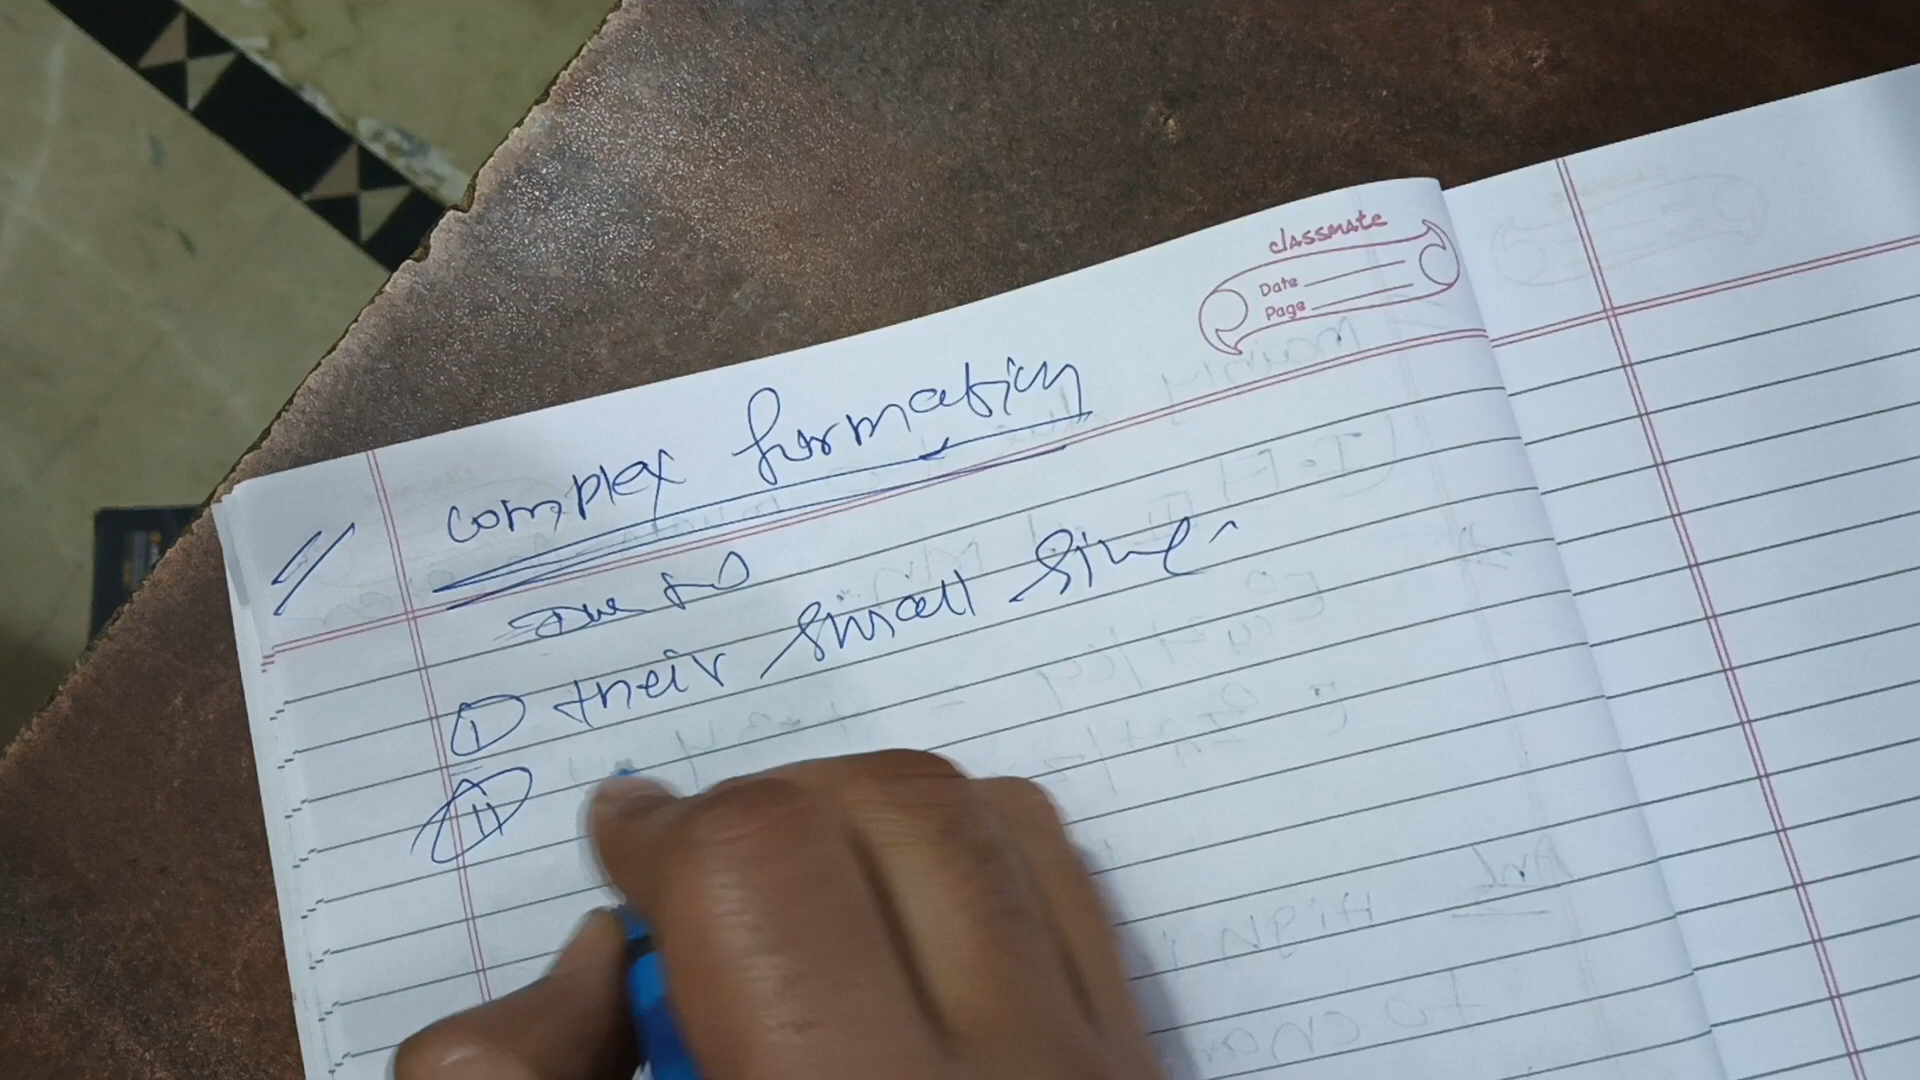 classmate
Date
Page
complex formation
Due to
(I) their small size
(II)